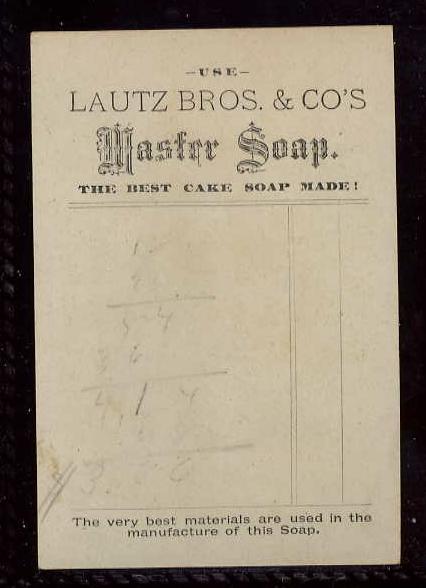 —USE—
LAUTZ BROS. & CO'S
Master Soap.
THE BEST CAKE SOAP MADE!
The very best materials are used in the
manufacture of this Soap.